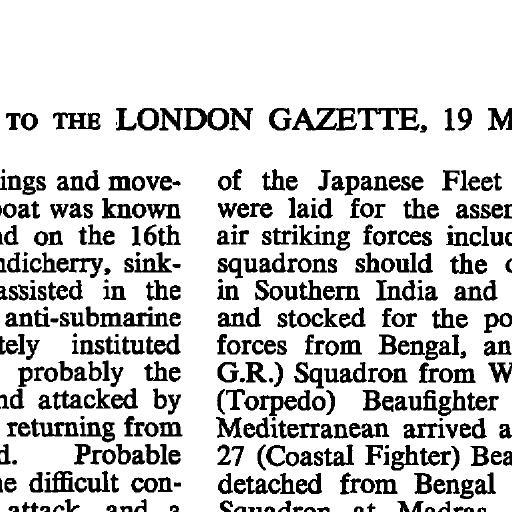 TO THE LONDON GAZETTE, 19 M
ings and move-
oat was known
nd on the 16th
ndicherry, sink-
assisted in the
anti-submarine
tely instituted
probably the
nd attacked by
returning from
d. Probable
he difficult con-
attack and a
of the Japanese Fleet
were laid for the assem
air striking forces includ
squadrons should the
in Southern India and
and stocked for the po
forces from Bengal, an
G.R.) Squadron from W
(Torpedo) Beaufighter
Mediterranean arrived a
27 (Coastal Fighter) Bea
detached from Bengal
Squadron at Madras